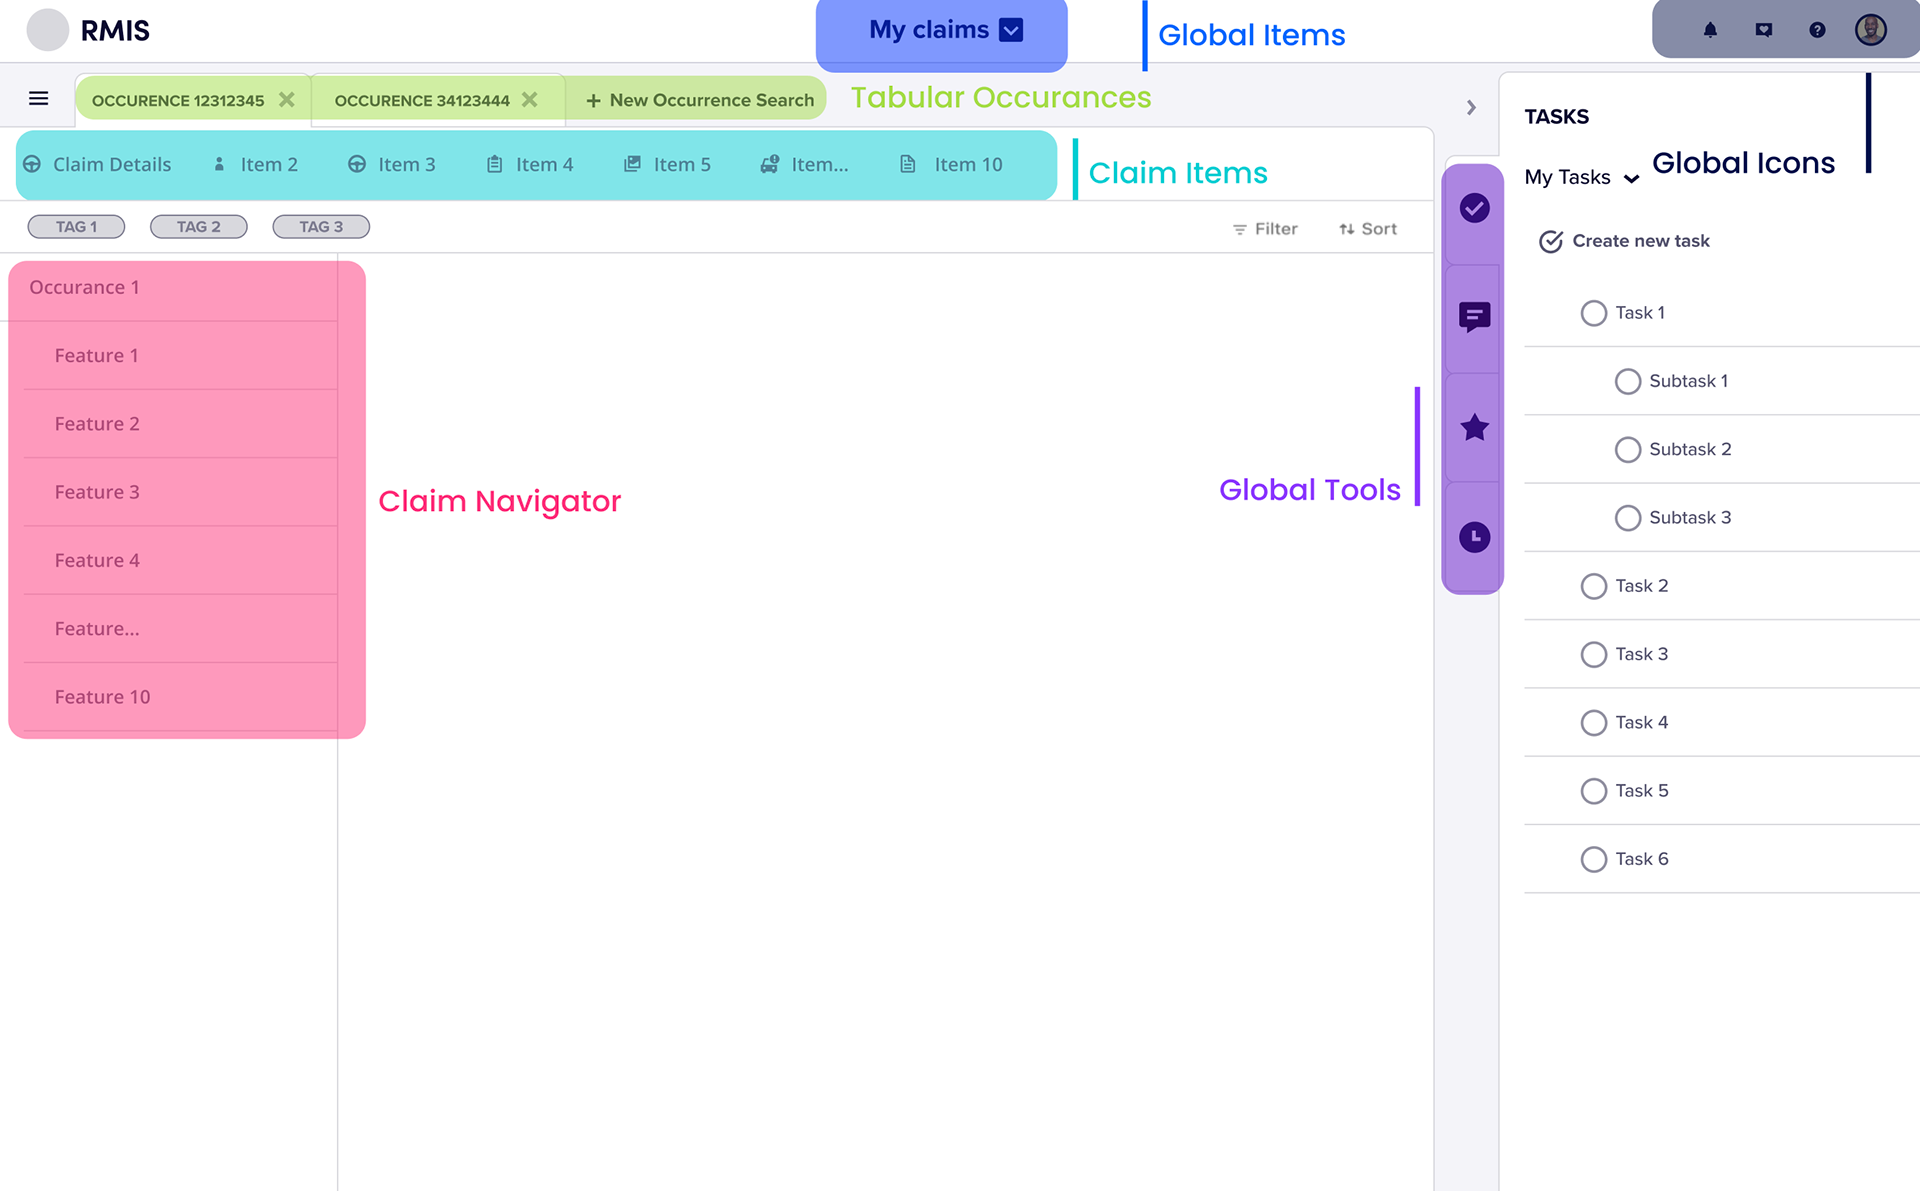 RMIS
My claims
Global Items
OCCURENCE 12312345
OCCURENCE 34123444
+ New Occurrence Search
Tabular Occurances
Claim Details
Item 2
Item 3
Item 4
Item 5
Item...
Item 10
Claim Items
TAG 1
TAG 2
TAG 3
Filter
Sort
Occurance 1
Feature 1
Feature 2
Feature 3
Feature 4
Feature...
Feature 10
Claim Navigator
Global Tools
TASKS
My Tasks
Global Icons
Create new task
Task 1
Subtask 1
Subtask 2
Subtask 3
Task 2
Task 3
Task 4
Task 5
Task 6